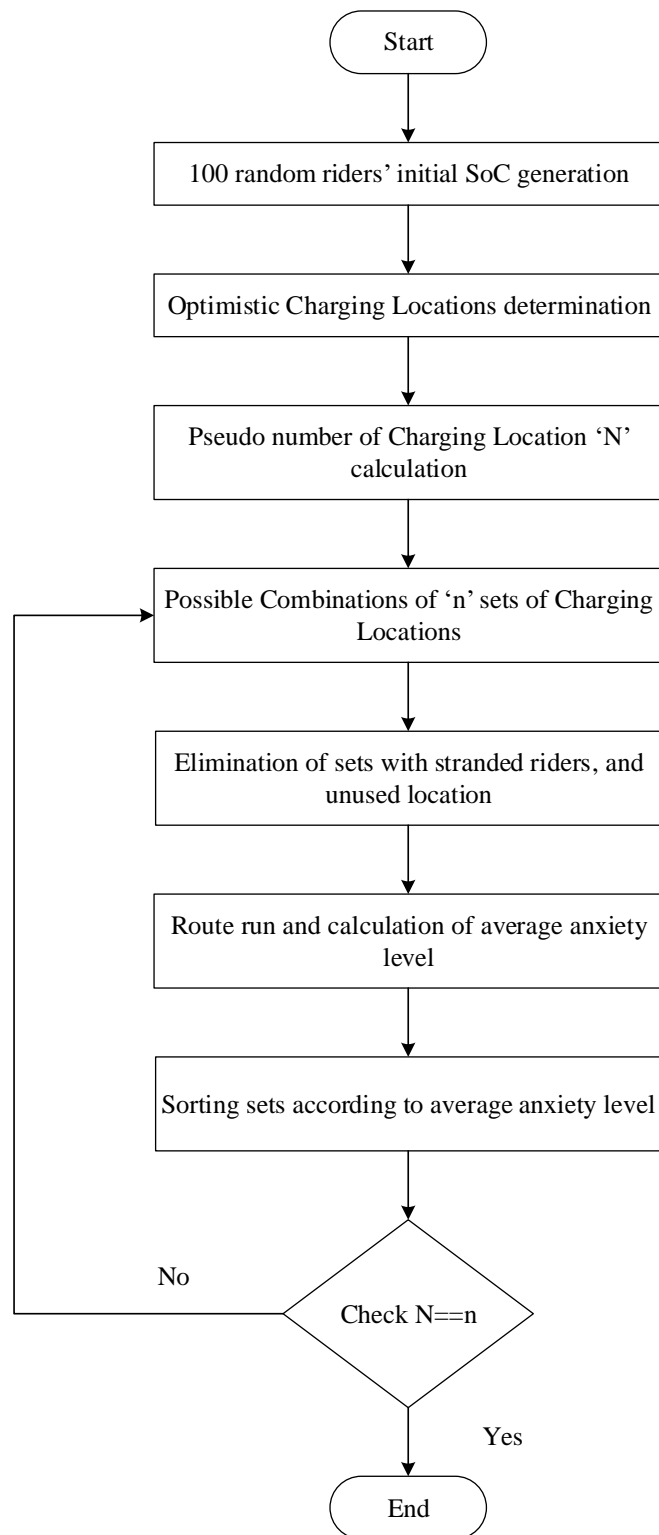 Start
100 random riders’ initial SoC generation
Optimistic Charging Locations determination
Pseudo number of Charging Location ‘N’
calculation
Possible Combinations of ‘n’ sets of Charging
Locations
Elimination of sets with stranded riders, and
unused location
Route run and calculation of average anxiety
level
Sorting sets according to average anxiety level
No
Check N==n
Yes
End